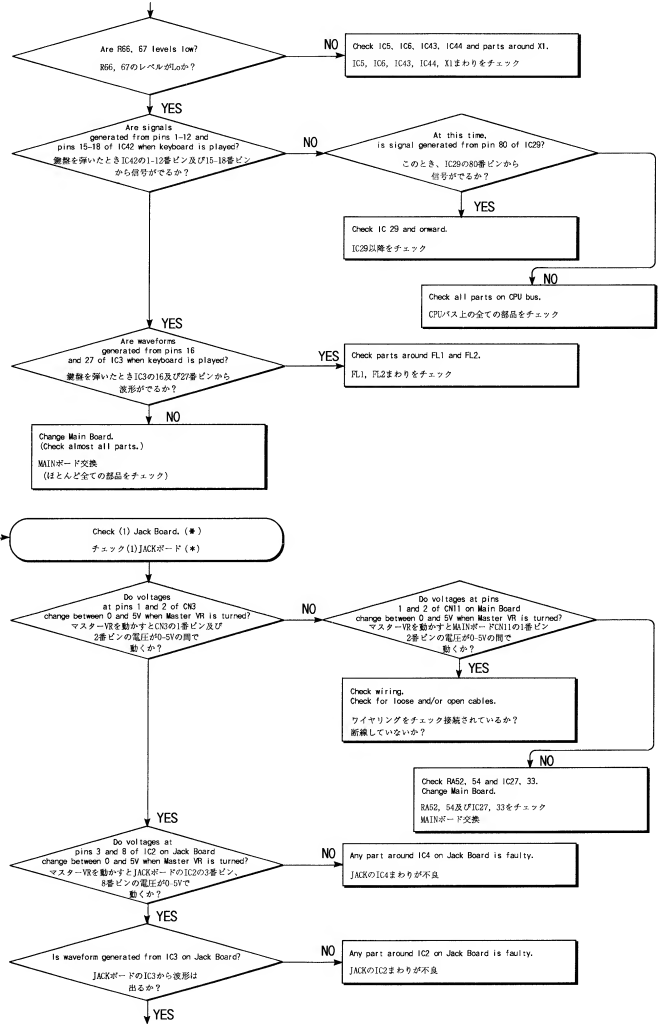 Are R66, 67 levels low?
R66, 67のレベルがLoか？
NO
Check IC5, IC6, IC43, IC44 and parts around X1.
IC5, IC6, IC43, IC44, X1まわりをチェック
YES
Are signals
generated from pins 1-12 and
pins 15-18 of IC42 when keyboard is played?
鍵盤を弾いたときIC42の1-12番ピン及び15-18番ピン
から信号がでるか？
NO
At this time,
is signal generated from pin 80 of IC29?
このとき、IC29の80番ピンから
信号がでるか？
YES
Check IC 29 and onward.
IC29以降をチェック
NO
Check all parts on CPU bus.
CPUバス上の全ての部品をチェック
YES
Are waveforms
generated from pins 16
and 27 of IC3 when keyboard is played?
鍵盤を弾いたときIC3の16及び27番ピンから
波形がでるか？
YES
Check parts around FL1 and FL2.
FL1, FL2まわりをチェック
NO
Change Main Board.
(Check almost all parts.)
MAINボード交換
(ほとんど全ての部品をチェック)
Check (1) Jack Board. (*)
チェック(1)JACKボード (*)
Do voltages
at pins 1 and 2 of CN3
change between 0 and 5V when Master VR is turned?
マスターVRを動かすとCN3の1番ピン及び
2番ピンの電圧が0-5Vの間で
動くか？
NO
Do voltages at pins
1 and 2 of CN11 on Main Board
change between 0 and 5V when Master VR is turned?
マスターVRを動かすとMAINボードCN11の1番ピン
2番ピンの電圧が0-5Vの間で
動くか？
YES
Check wiring.
Check for loose and/or open cables.
ワイヤリングをチェック接続されているか？
断線していないか？
NO
Check RA52, 54 and IC27, 33.
Change Main Board.
RA52, 54及びIC27, 33をチェック
MAINボード交換
YES
Do voltages at
pins 3 and 8 of IC2 on Jack Board
change between 0 and 5V when Master VR is turned?
マスターVRを動かすとJACKボードのIC2の3番ピン、
8番ピンの電圧が0-5Vで
動くか？
NO
Any part around IC4 on Jack Board is faulty.
JACKのIC4まわりが不良
YES
Is waveform generated from IC3 on Jack Board?
JACKボードのIC3から波形は
出るか？
NO
Any part around IC2 on Jack Board is faulty.
JACKのIC2まわりが不良
YES